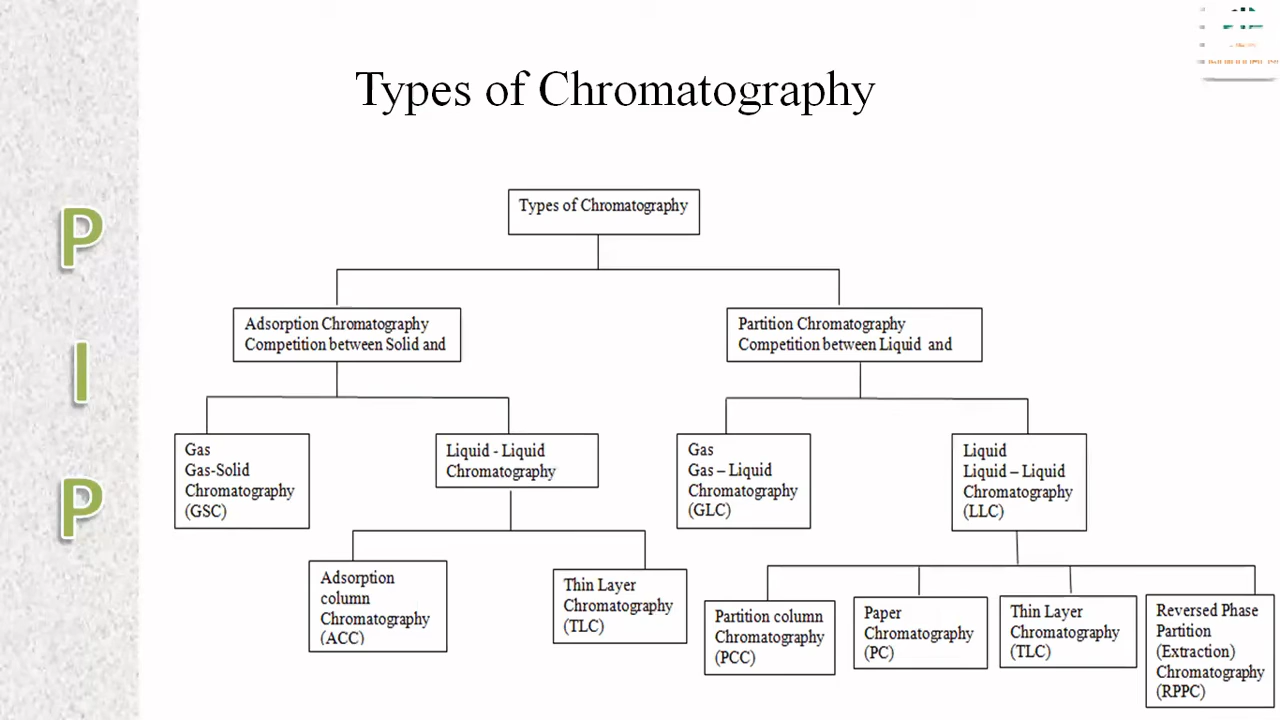 Types of Chromatography
P
I
P
Types of Chromatography
Adsorption Chromatography
Competition between Solid and
Partition Chromatography
Competition between Liquid and
Gas
Gas-Solid
Chromatography
(GSC)
Liquid - Liquid
Chromatography
Gas
Gas – Liquid
Chromatography
(GLC)
Liquid
Liquid – Liquid
Chromatography
(LLC)
Adsorption
column
Chromatography
(ACC)
Thin Layer
Chromatography
(TLC)
Partition column
Chromatography
(PCC)
Paper
Chromatography
(PC)
Thin Layer
Chromatography
(TLC)
Reversed Phase
Partition
(Extraction)
Chromatography
(RPPC)